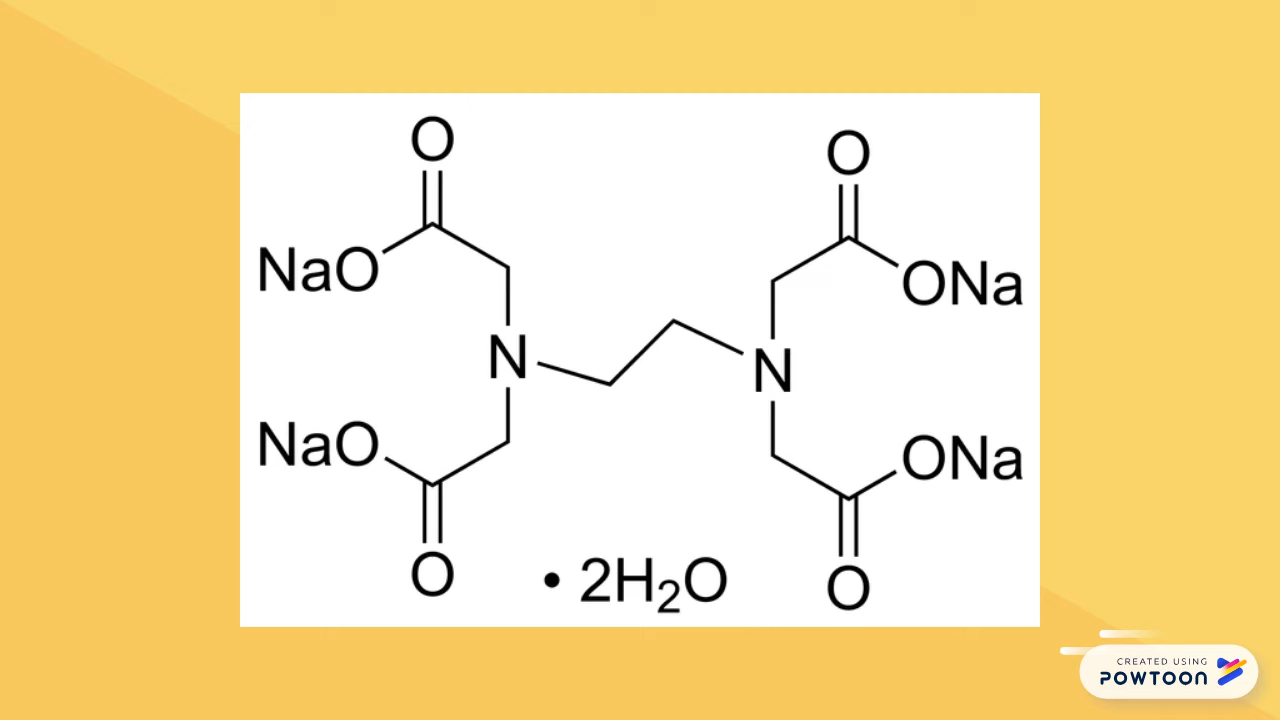 O
O
NaO
ONa
N
N
NaO
ONa
O
• 2H₂O
O
CREATED USING
POWTOON